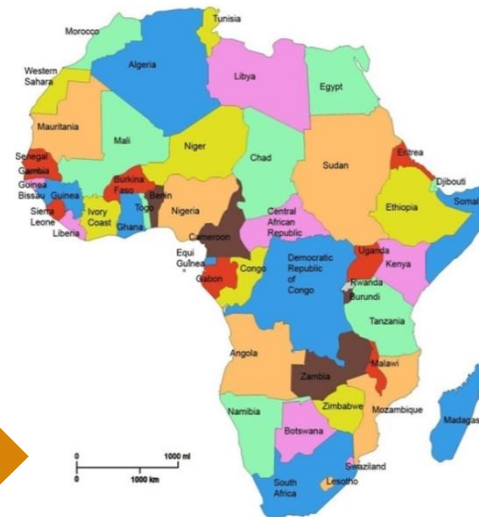 Tunisia
Morocco
Algeria
Libya
Egypt
Western
Sahara
Mauritania
Mali
Niger
Chad
Sudan
Eritrea
Senegal
Gambia
Guinea
Bissau
Guinea
Burkina
Faso
Benin
Djibouti
Somal
Sierra
Leone
Ivory
Coast
Togo
Nigeria
Ethiopia
Liberia
Ghana
Central
African
Republic
Cameroon
Equi
Guinea
Gabon
Congo
Democratic
Republic
of
Congo
Uganda
Kenya
Rwanda
Burundi
Tanzania
Angola
Zambia
Malawi
Mozambique
Zimbabwe
Namibia
Botswana
Madagas
Swaziland
South
Africa
Lesotho
0 1000 ml
0 1000 km